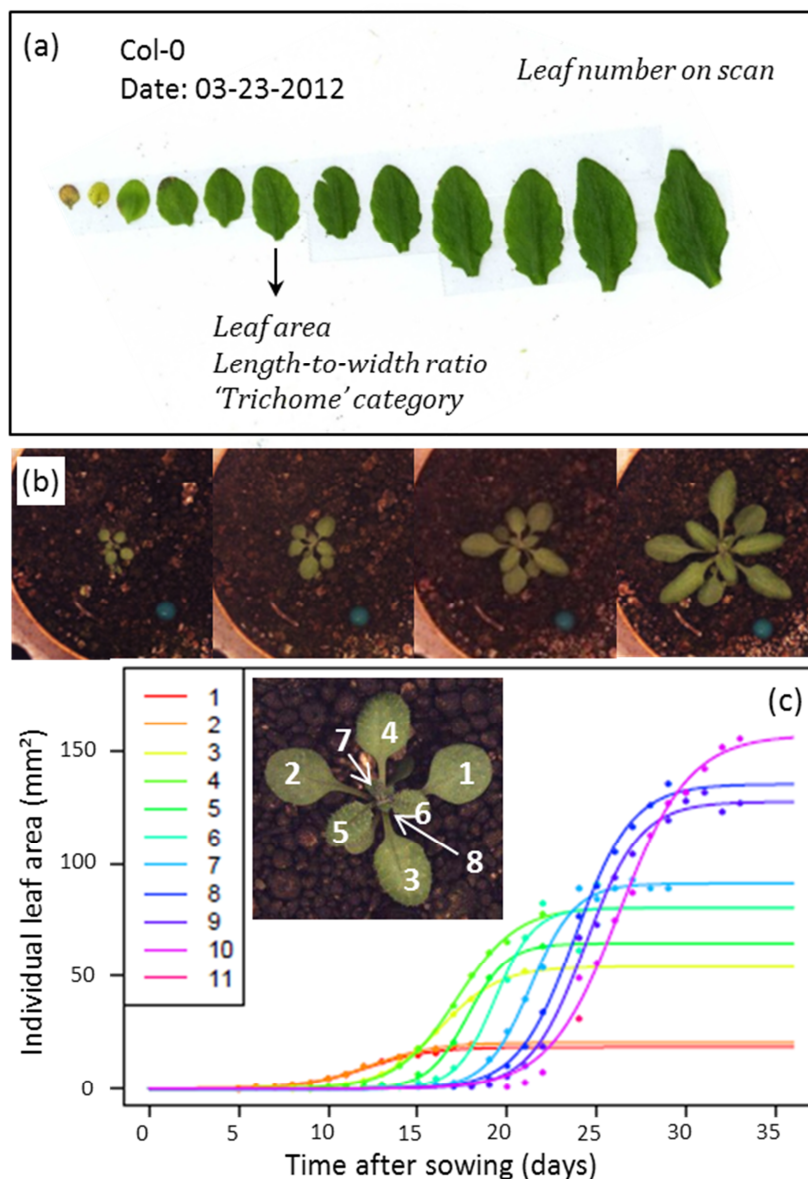 (a)
Col-0
Date: 03-23-2012
Leaf number on scan
Leaf area
Length-to-width ratio
‘Trichome’ category
(b)
(c)
1
2
3
4
5
6
7
8
9
10
11
4
7
2
1
6
5
8
3
Individual leaf area (mm²)
150
100
50
0
0 5 10 15 20 25 30 35
Time after sowing (days)